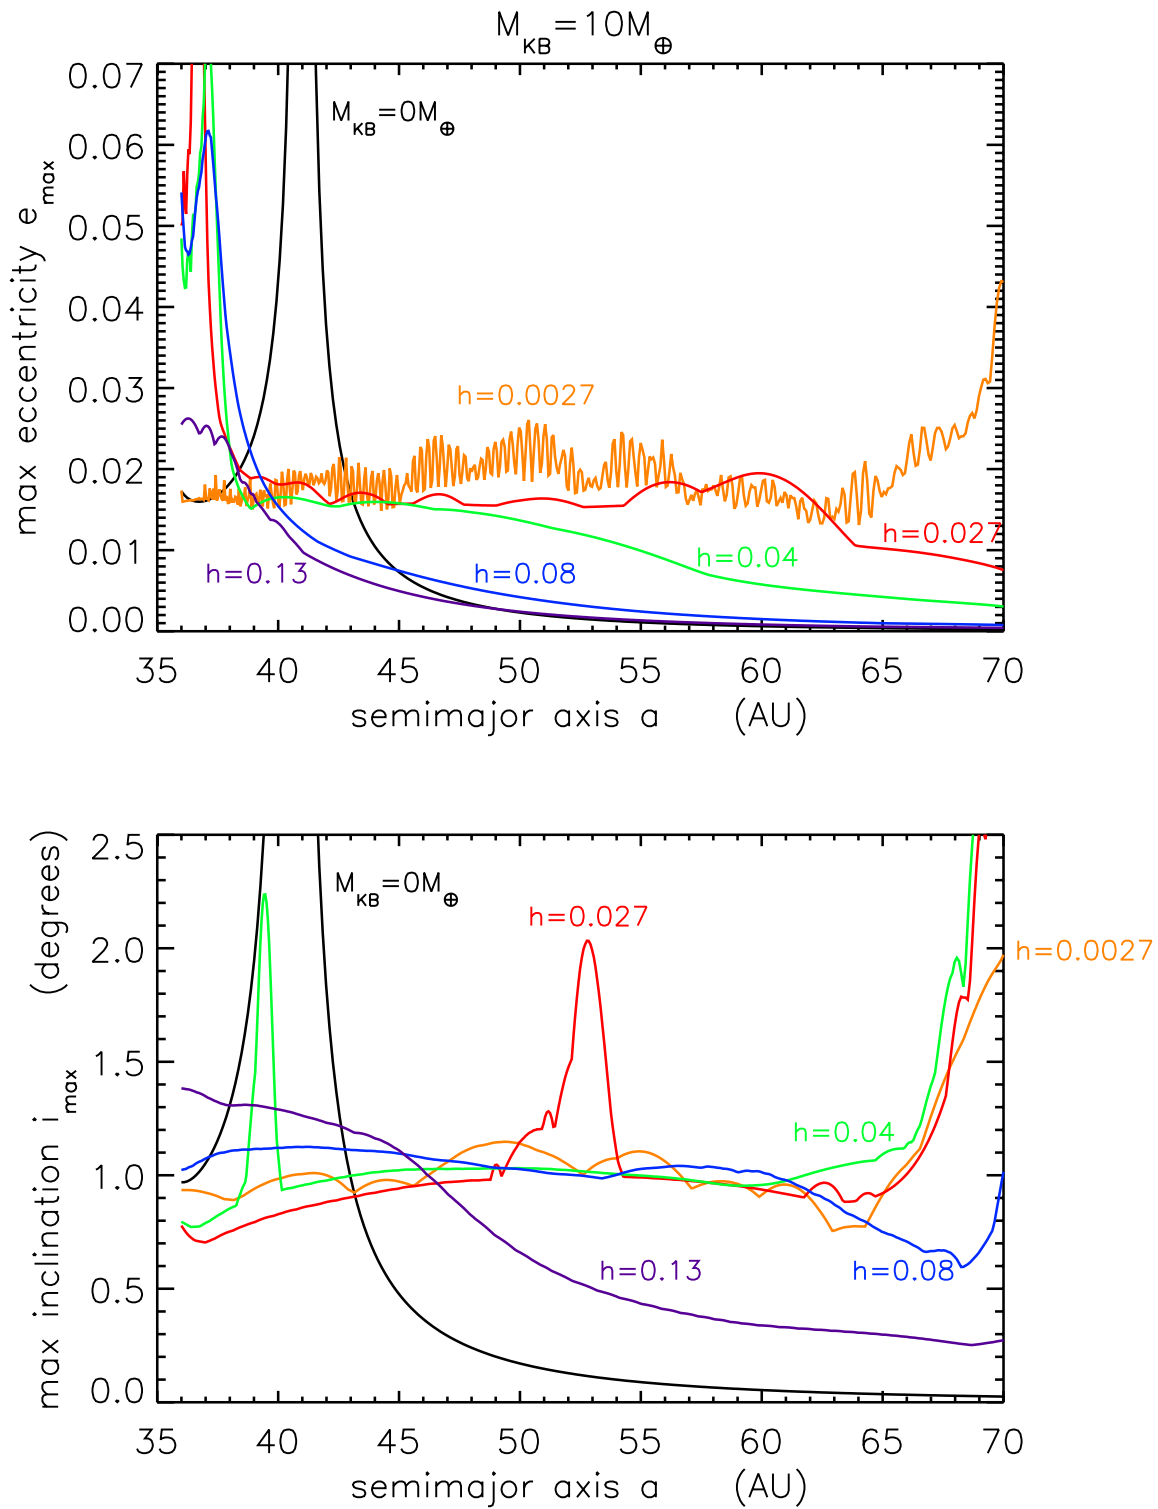 M_KB=10M_⊕
0.07
M_KB=0M_⊕
0.06
0.05
0.04
0.03
0.02
0.01
0.00
max eccentricity e_max
h=0.0027
h=0.027
h=0.04
h=0.13
h=0.08
35 40 45 50 55 60 65 70
semimajor axis a (AU)
2.5
2.0
1.5
1.0
0.5
0.0
max inclination i_max (degrees)
M_KB=0M_⊕
h=0.027
h=0.0027
h=0.04
h=0.13
h=0.08
35 40 45 50 55 60 65 70
semimajor axis a (AU)